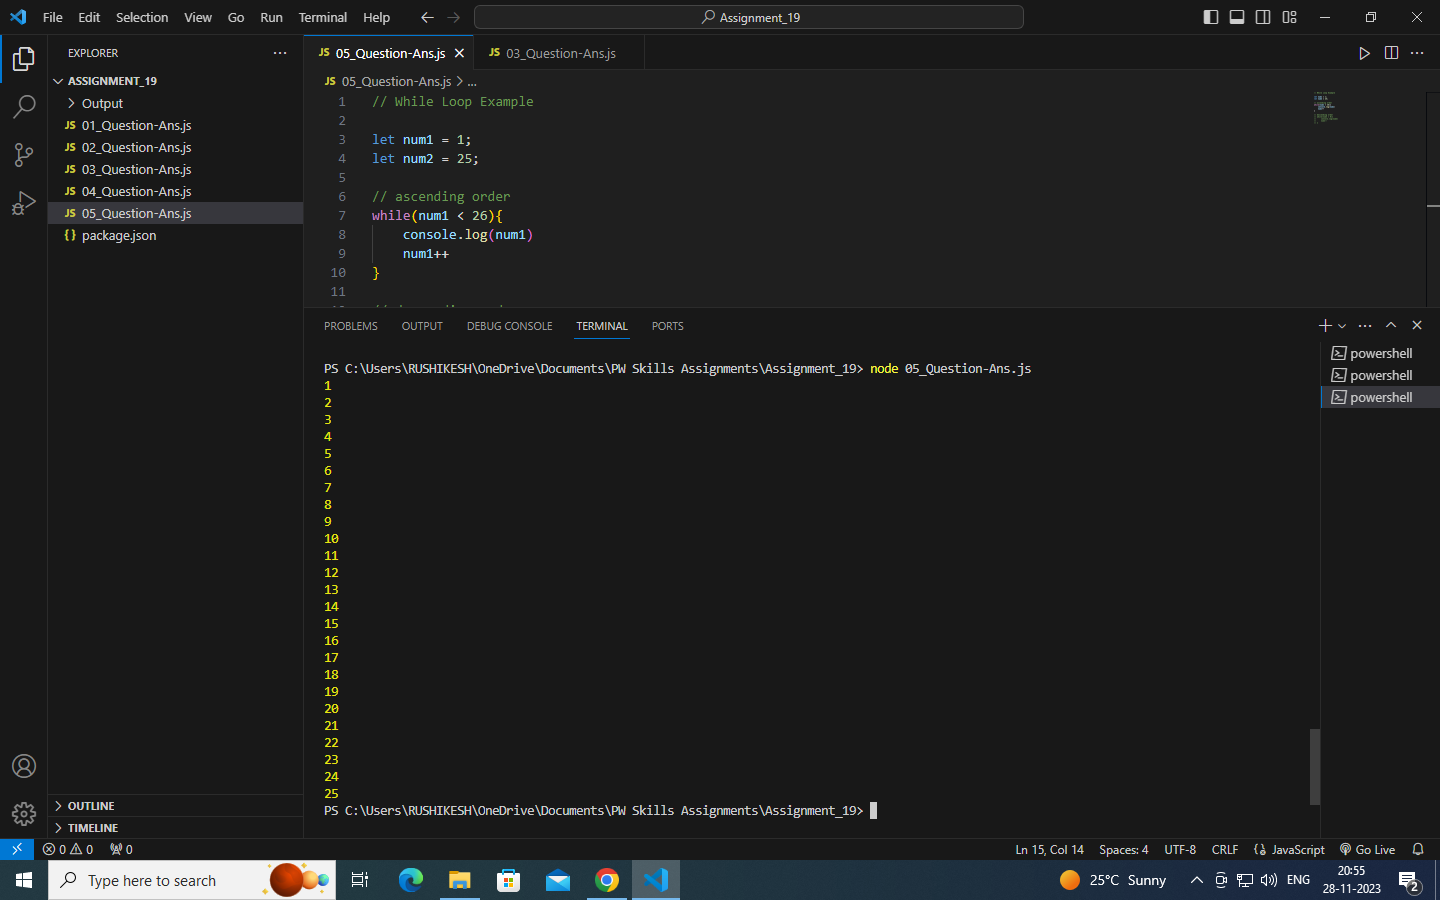 File Edit Selection View Go Run Terminal Help
Assignment_19
EXPLORER
ASSIGNMENT_19
Output
JS 01_Question-Ans.js
JS 02_Question-Ans.js
JS 03_Question-Ans.js
JS 04_Question-Ans.js
JS 05_Question-Ans.js
{} package.json
OUTLINE
TIMELINE
JS 05_Question-Ans.js
JS 03_Question-Ans.js
JS 05_Question-Ans.js > ...
1 // While Loop Example
2
3 let num1 = 1;
4 let num2 = 25;
5
6 // ascending order
7 while(num1 < 26){
8 console.log(num1)
9 num1++
10 }
11
PROBLEMS OUTPUT DEBUG CONSOLE TERMINAL PORTS
PS C:\Users\RUSHIKESH\OneDrive\Documents\PW Skills Assignments\Assignment_19> node 05_Question-Ans.js
1
2
3
4
5
6
7
8
9
10
11
12
13
14
15
16
17
18
19
20
21
22
23
24
25
PS C:\Users\RUSHIKESH\OneDrive\Documents\PW Skills Assignments\Assignment_19>
powershell
powershell
powershell
0 0 0
Ln 15, Col 14 Spaces: 4 UTF-8 CRLF {} JavaScript Go Live
Type here to search
25°C Sunny
ENG
20:55
28-11-2023
2